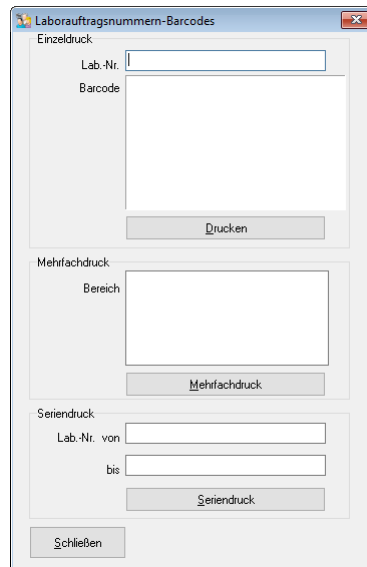 Laborauftragsnummern-Barcodes
Einzeldruck
Lab.-Nr.
Barcode
Drucken
Mehrfachdruck
Bereich
Mehrfachdruck
Seriendruck
Lab.-Nr. von
bis
Seriendruck
Schließen